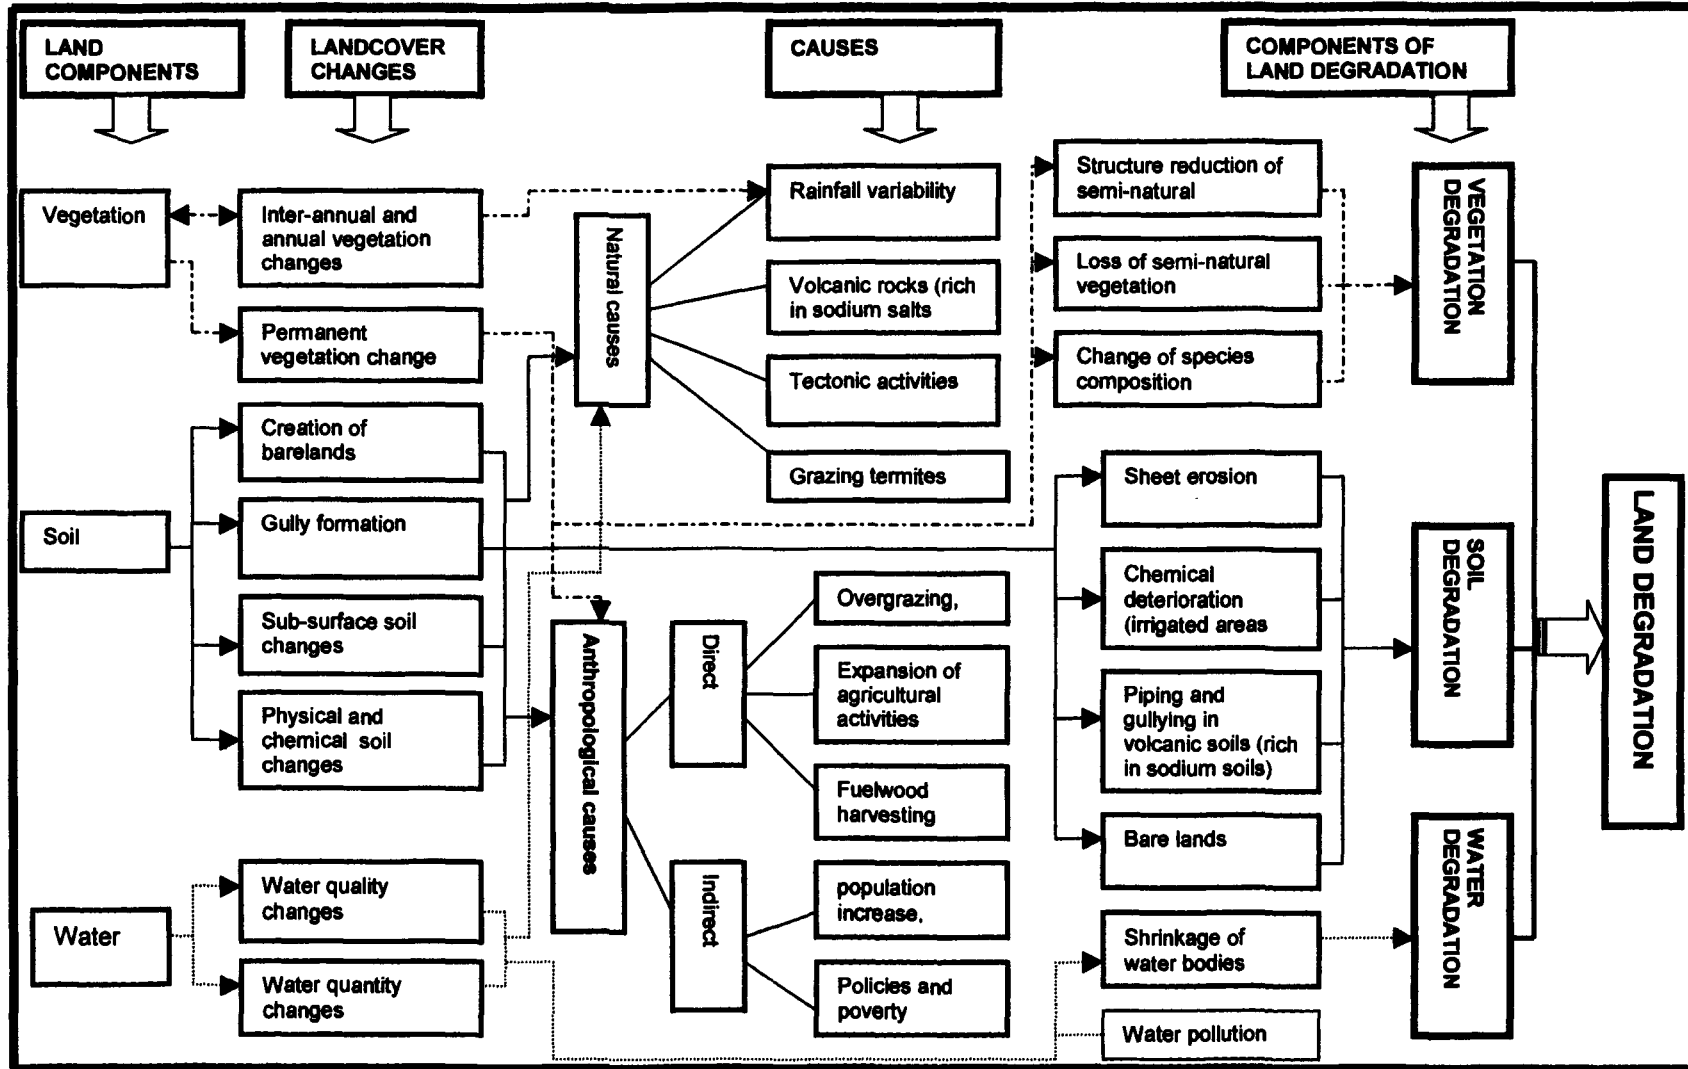 LAND
COMPONENTS
LANDCOVER
CHANGES
CAUSES
COMPONENTS OF
LAND DEGRADATION
Vegetation
Inter-annual and
annual vegetation
changes
Permanent
vegetation change
Soil
Creation of
barelands
Gully formation
Sub-surface soil
changes
Physical and
chemical soil
changes
Water
Water quality
changes
Water quantity
changes
Natural causes
Rainfall variability
Volcanic rocks (rich
in sodium salts
Tectonic activities
Grazing termites
Anthropological causes
Direct
Overgrazing,
Expansion of
agricultural
activities
Fuelwood
harvesting
Indirect
population
increase,
Policies and
poverty
Structure reduction of
semi-natural
Loss of semi-natural
vegetation
Change of species
composition
Sheet erosion
Chemical
deterioration
(irrigated areas
Piping and
gullying in
volcanic soils (rich
in sodium soils)
Bare lands
Shrinkage of
water bodies
Water pollution
VEGETATION
DEGRADATION
SOIL
DEGRADATION
WATER
DEGRADATION
LAND DEGRADATION